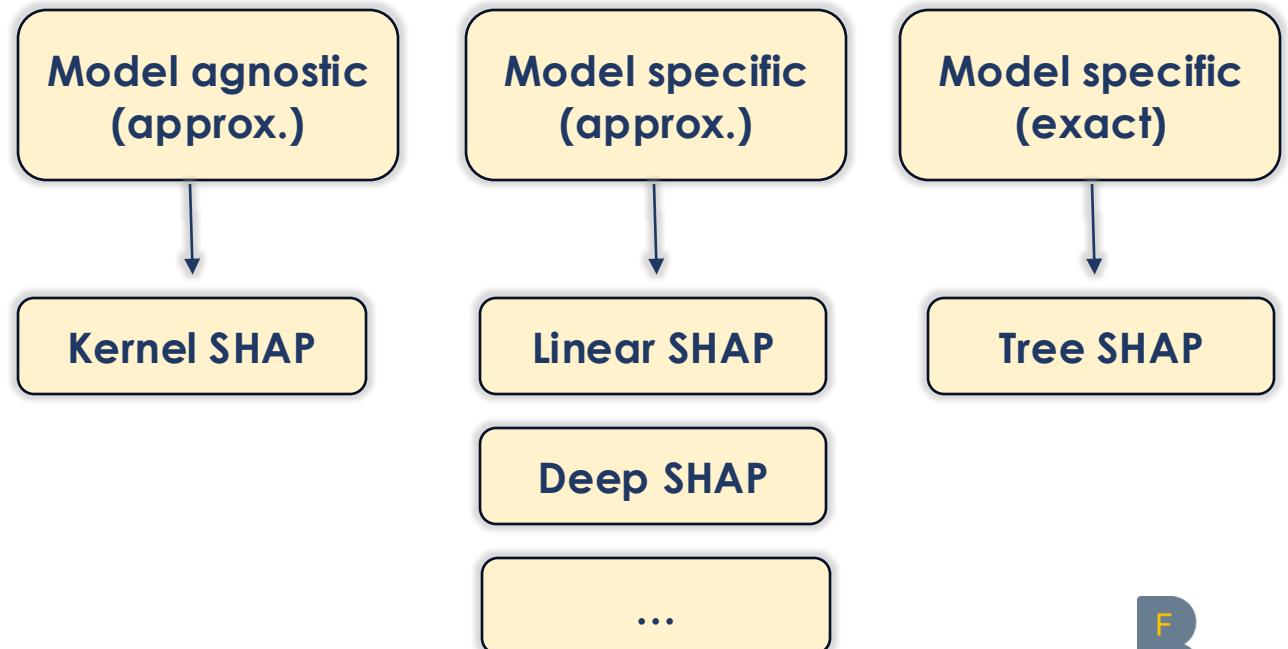 Model agnostic
(approx.)
Model specific
(approx.)
Model specific
(exact)
Kernel SHAP
Linear SHAP
Tree SHAP
Deep SHAP
...
F